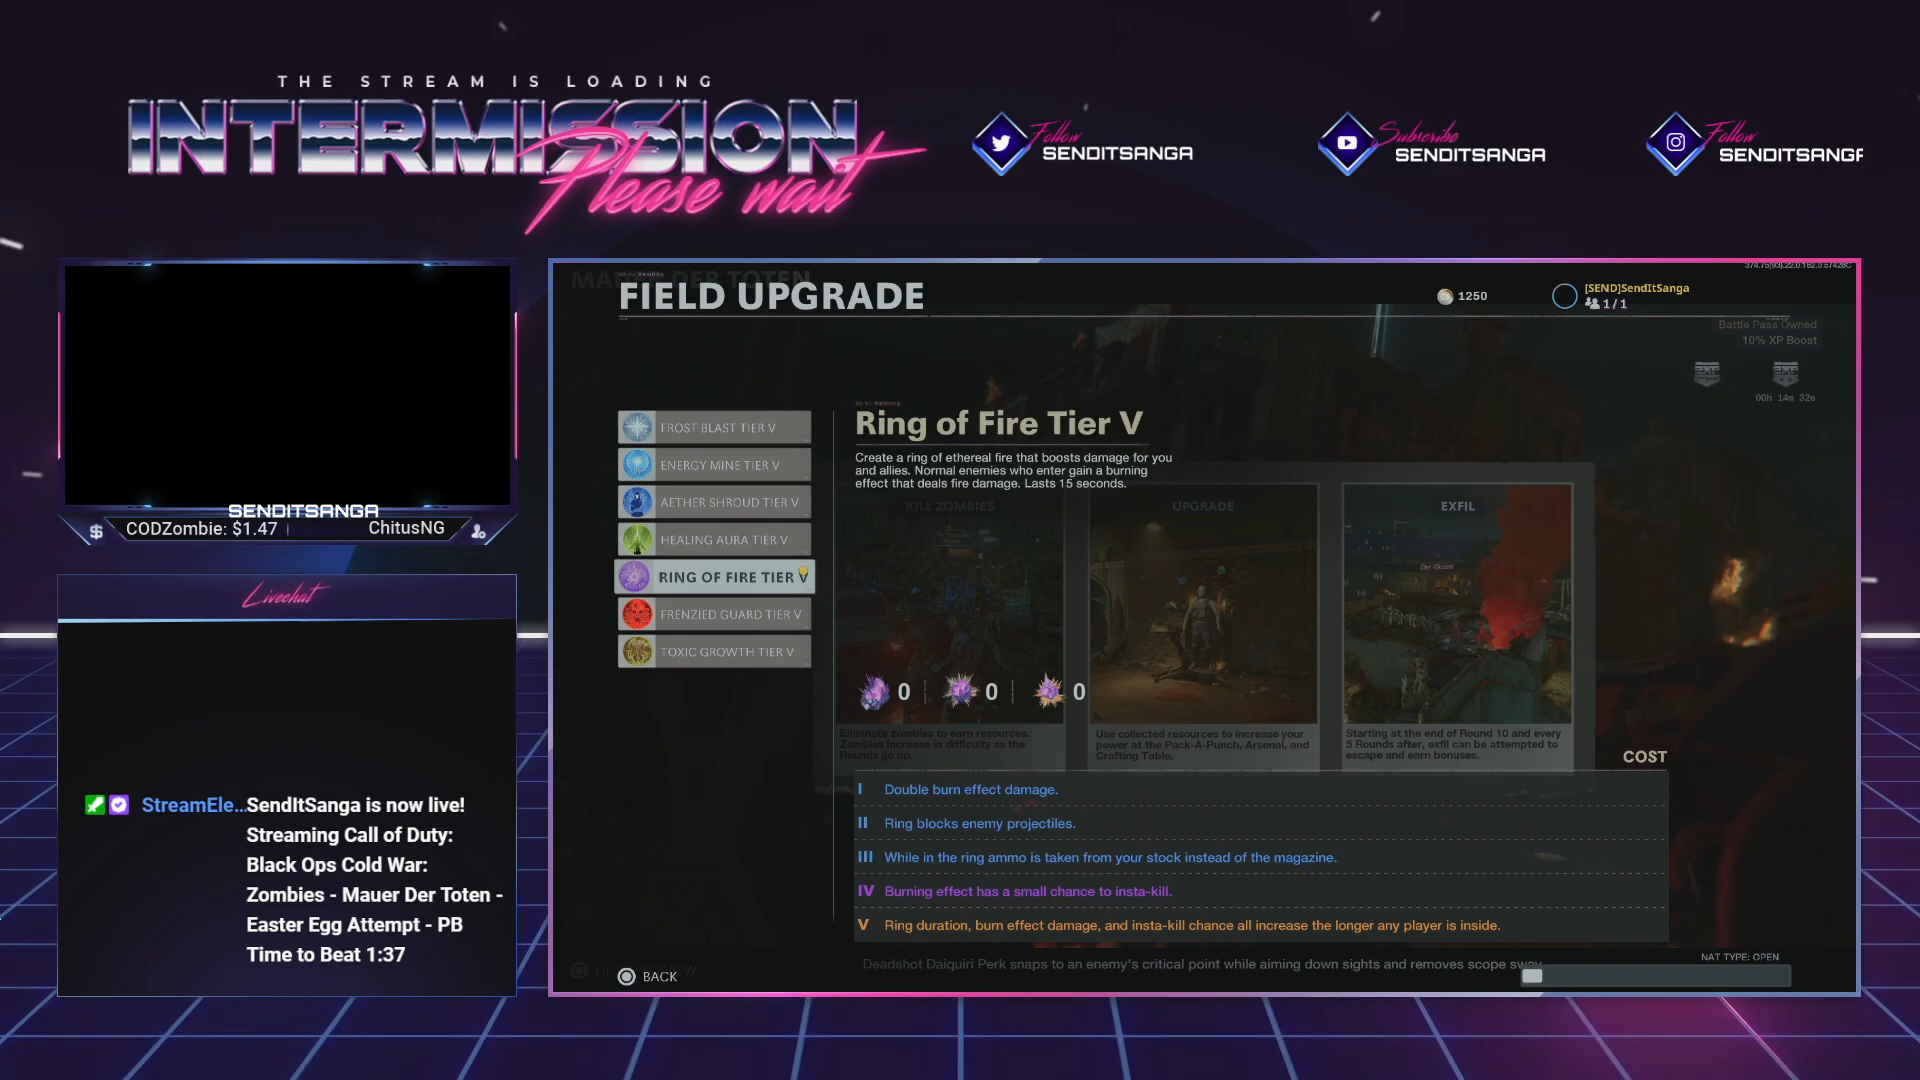 THE STREAM IS LOADING
INTERMISSION
Please wait
Follow
SENDITSANGA
Subscribe
SENDITSANGA
Follow
SENDITSANG
SENDITSANGA
CODZombie: $1.47
ChitusNG
Livechat
StreamEle... SendItSanga is now live!
Streaming Call of Duty:
Black Ops Cold War:
Zombies - Mauer Der Toten -
Easter Egg Attempt - PB
Time to Beat 1:37
DER TOTEN
FIELD UPGRADE
1250
[SEND]SendItSanga
1 / 1
Battle Pass Owned
10% XP Boost
00h 14m 32s
FROST BLAST TIER V
ENERGY MINE TIER V
AETHER SHROUD TIER V
HEALING AURA TIER V
RING OF FIRE TIER V
FRENZIED GUARD TIER V
TOXIC GROWTH TIER V
Ring of Fire Tier V
Create a ring of ethereal fire that boosts damage for you
and allies. Normal enemies who enter gain a burning
effect that deals fire damage. Lasts 15 seconds.
KILL ZOMBIES
UPGRADE
EXFIL
Der Dozent
0
0
0
Eliminate zombies to earn resources.
Zombies increase in difficulty as the
Rounds go up.
Use collected resources to increase your
power at the Pack-A-Punch, Arsenal, and
Crafting Table.
Starting at the end of Round 10 and every
5 Rounds after, exfil can be attempted to
escape and earn bonuses.
COST
I Double burn effect damage.
II Ring blocks enemy projectiles.
III While in the ring ammo is taken from your stock instead of the magazine.
IV Burning effect has a small chance to insta-kill.
V Ring duration, burn effect damage, and insta-kill chance all increase the longer any player is inside.
Deadshot Daiquiri Perk snaps to an enemy's critical point while aiming down sights and removes scope sway.
NAT TYPE: OPEN
BACK